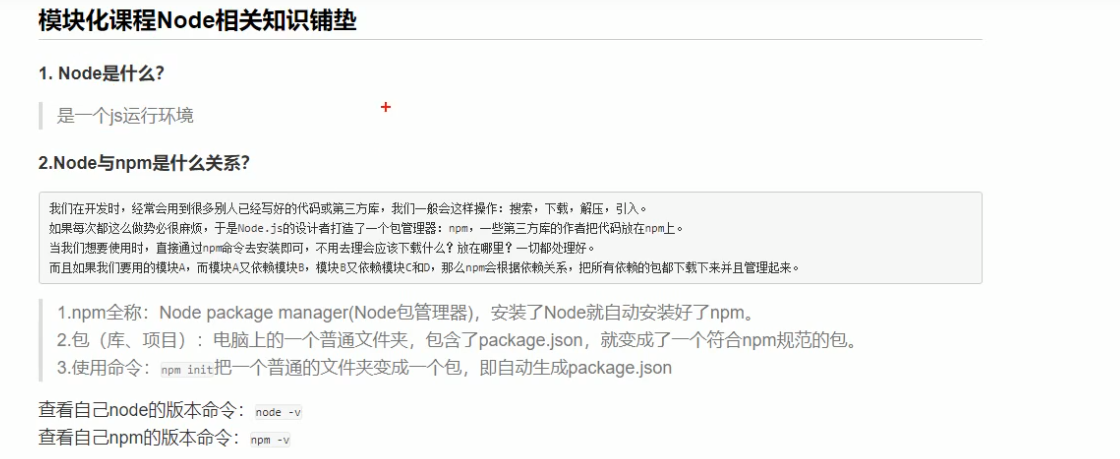 模块化课程Node相关知识铺垫
1. Node是什么？
是一个js运行环境
2.Node与npm是什么关系？
我们在开发时，经常会用到很多别人已经写好的代码或第三方库，我们一般会这样操作：搜索，下载，解压，引入。
如果每次都这么做势必很麻烦，于是Node.js的设计者打造了一个包管理器：npm，一些第三方库的作者把代码放在npm上。
当我们想要使用时，直接通过npm命令去安装即可，不用去理会应该下载什么？放在哪里？一切都处理好。
而且如果我们要用的模块A，而模块A又依赖模块B，模块B又依赖模块C和D，那么npm会根据依赖关系，把所有依赖的包都下载下来并且管理起来。
1.npm全称：Node package manager(Node包管理器)，安装了Node就自动安装好了npm。
2.包（库、项目）：电脑上的一个普通文件夹，包含了package.json，就变成了一个符合npm规范的包。
3.使用命令：npm init把一个普通的文件夹变成一个包，即自动生成package.json
查看自己node的版本命令：node -v
查看自己npm的版本命令：npm -v